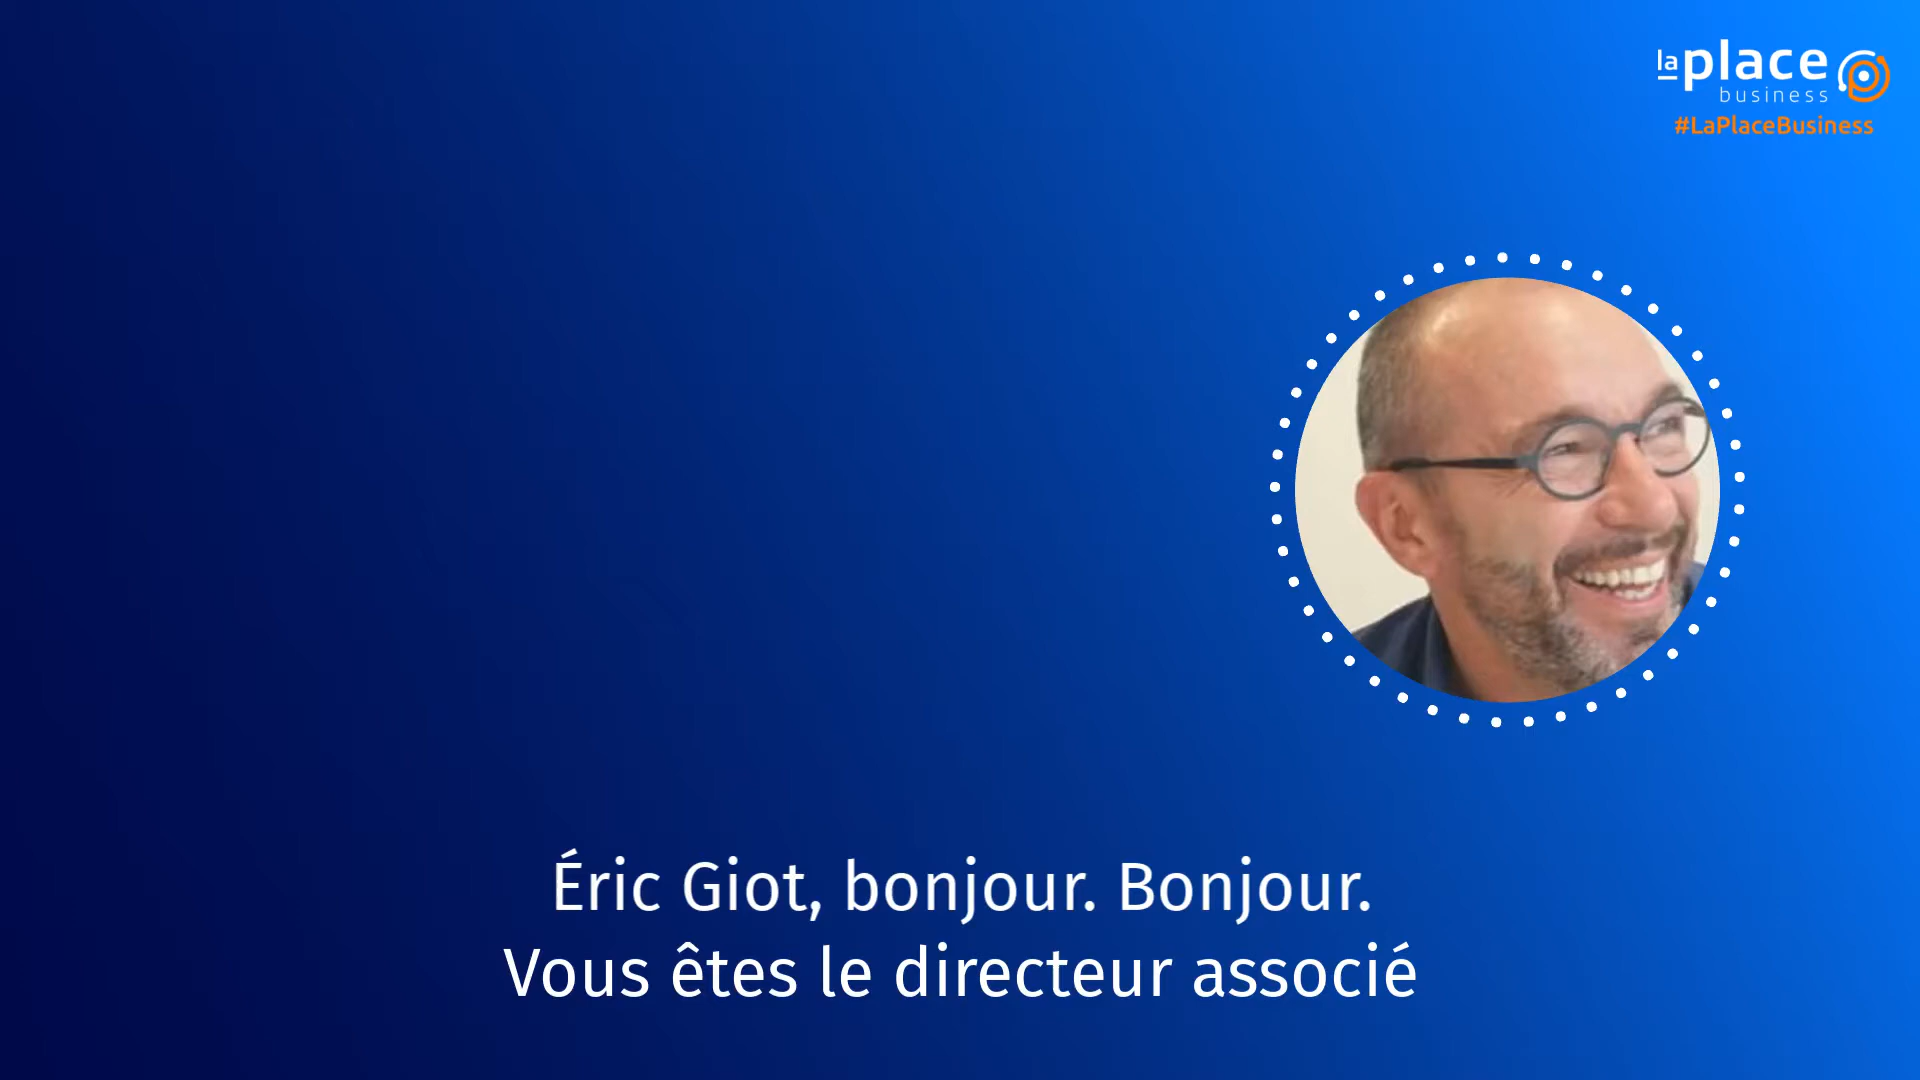 la place
business
#LaPlaceBusiness
Éric Giot, bonjour. Bonjour.
Vous êtes le directeur associé